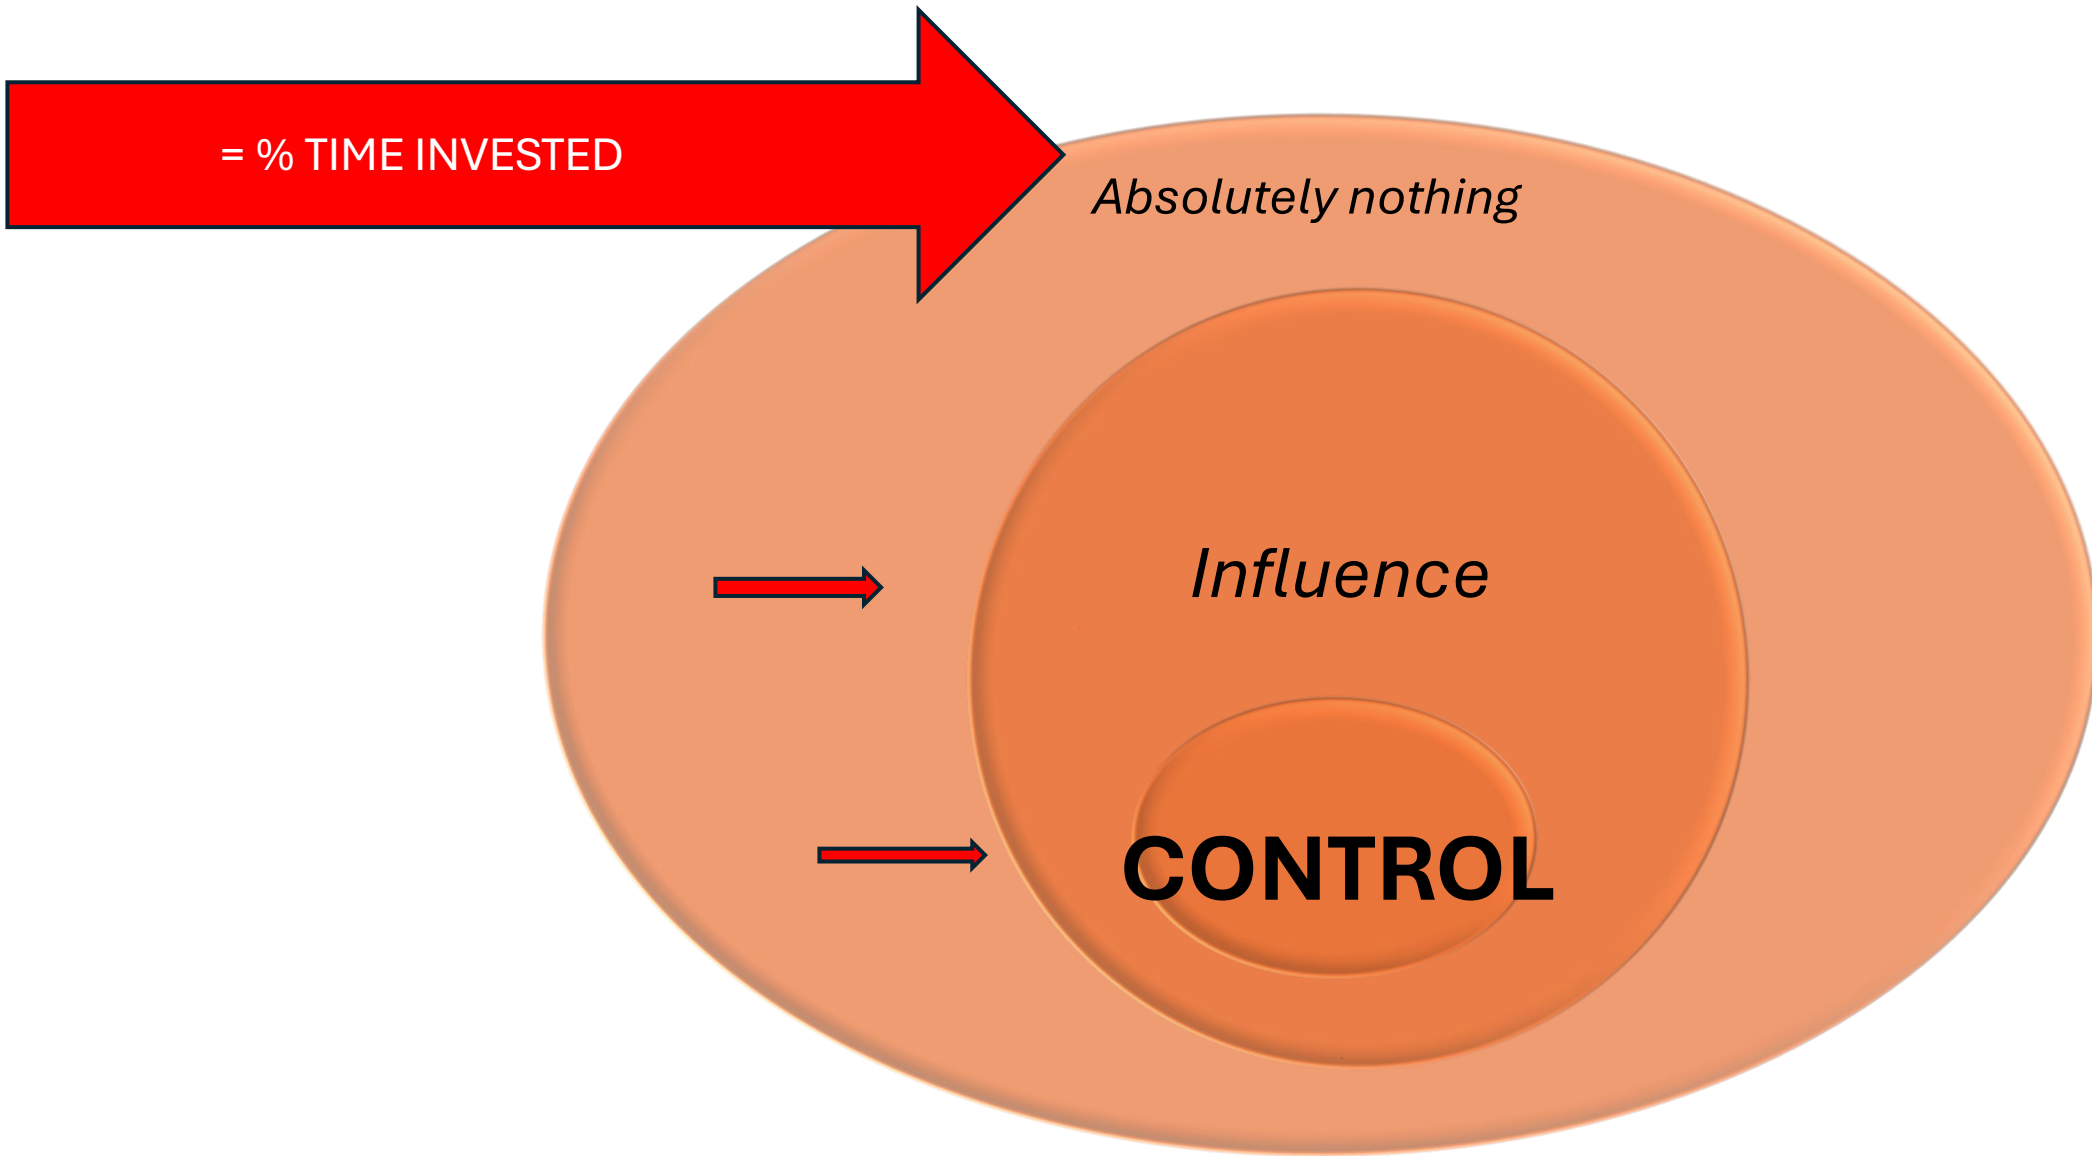 = % TIME INVESTED
Absolutely nothing
Influence
CONTROL